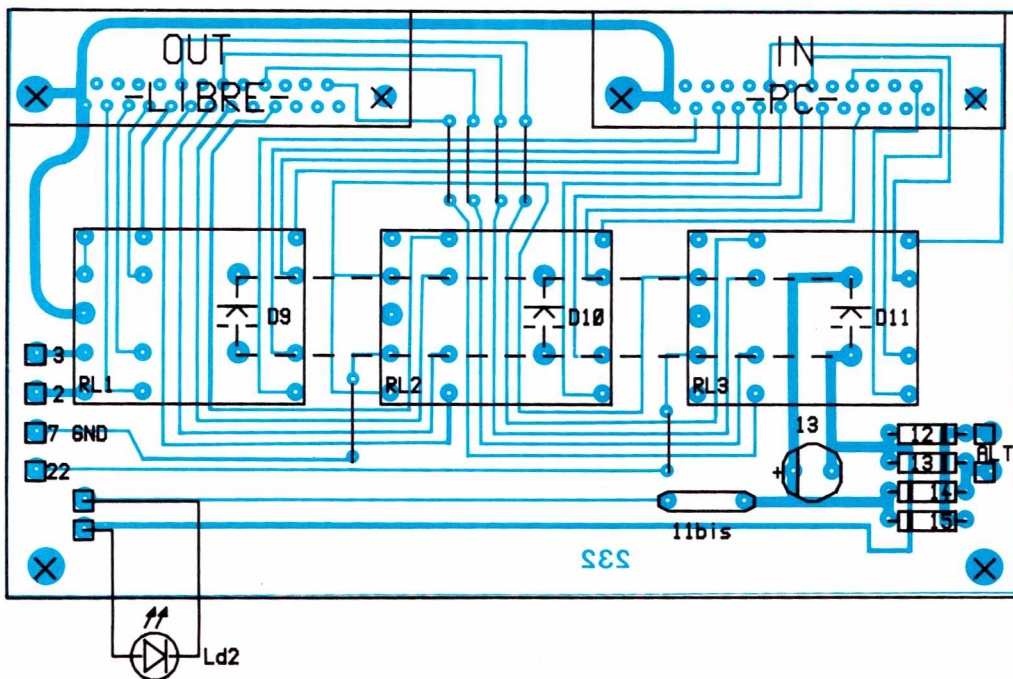 OUT
-LIBRE-
IN
-PC-
D9
D10
D11
3
2
7 GND
22
RL1
RL2
RL3
13
+
12
13
14
15
ALT
11bis
232
Ld2